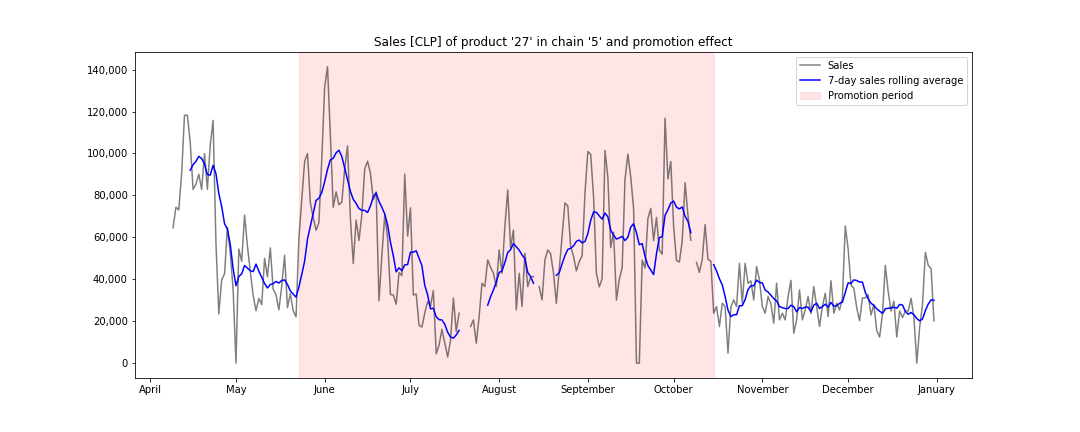 Sales [CLP] of product '27' in chain '5' and promotion effect
Sales
7-day sales rolling average
Promotion period
140,000
120,000
100,000
80,000
60,000
40,000
20,000
0
April May June July August September October November December January